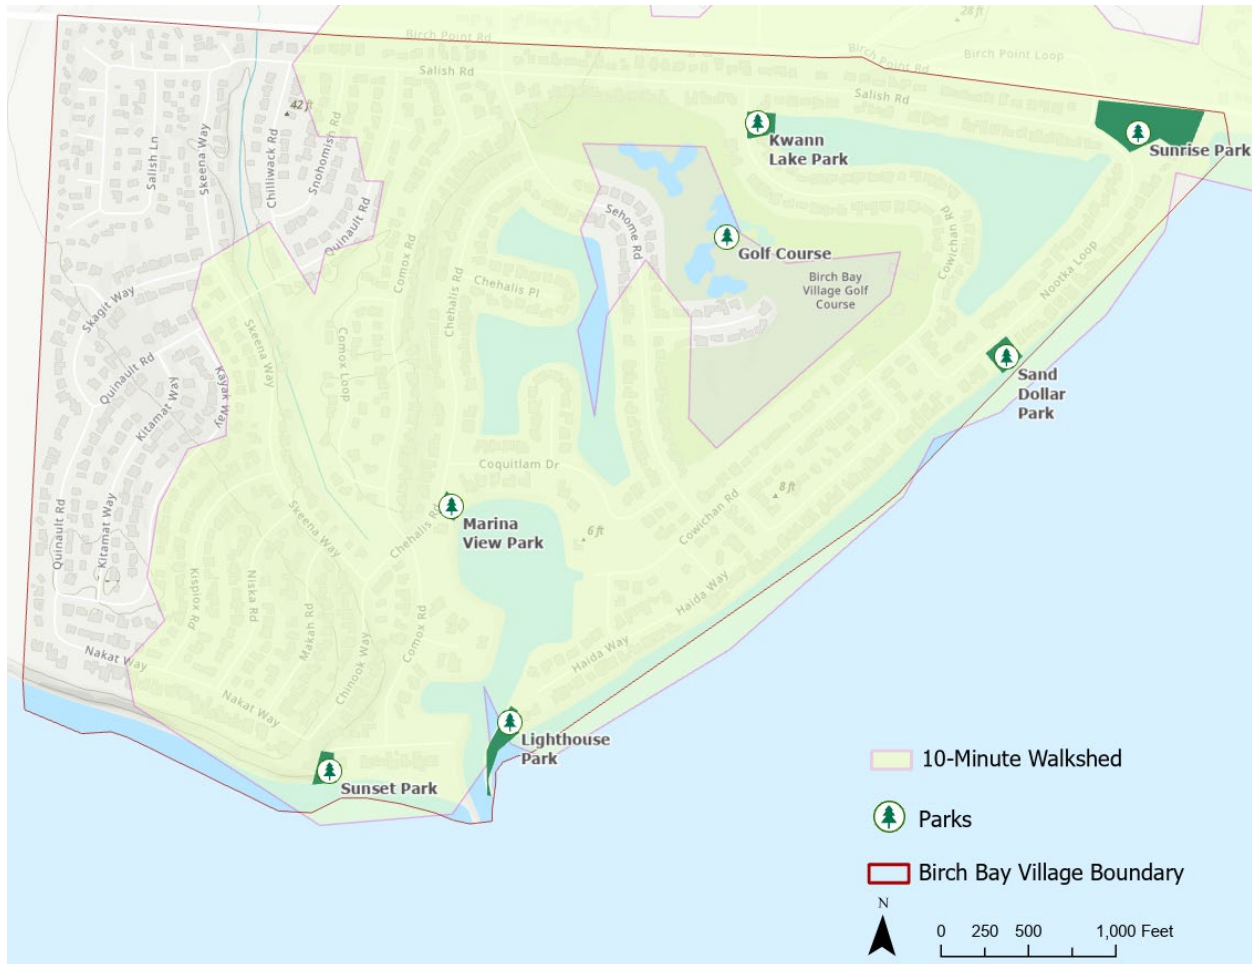 28 ft
Birch Point Rd
Birch Point Rd
Birch Point Loop
Salish Rd
Salish Rd
42 ft
Kwann
Lake Park
Sunrise Park
Salish Ln
Skeena Way
Chilliwack Rd
Snohomish Rd
Quinault Rd
Sehome Rd
Cowichan Rd
Comox Rd
Golf Course
Nootka Loop
Birch Bay
Village Golf
Course
Chehalis Pl
Chehalis Rd
Skagit Way
Skeena Way
Comox Loop
Quinault Rd
Kitamat Way
Kayak Way
Sand
Dollar
Park
Coquitlam Dr
8 ft
Cowichan Rd
Marina
View Park
Chehalis Rd
6 ft
Skeena Way
Quinault Rd
Kitamat Way
Kispiox Rd
Niska Rd
Makah Rd
Comox Rd
Haida Way
Chinook Way
Haida Way
Nakat Way
Nakat Way
Lighthouse
Park
Sunset Park
10-Minute Walkshed
Parks
Birch Bay Village Boundary
N
0 250 500 1,000 Feet